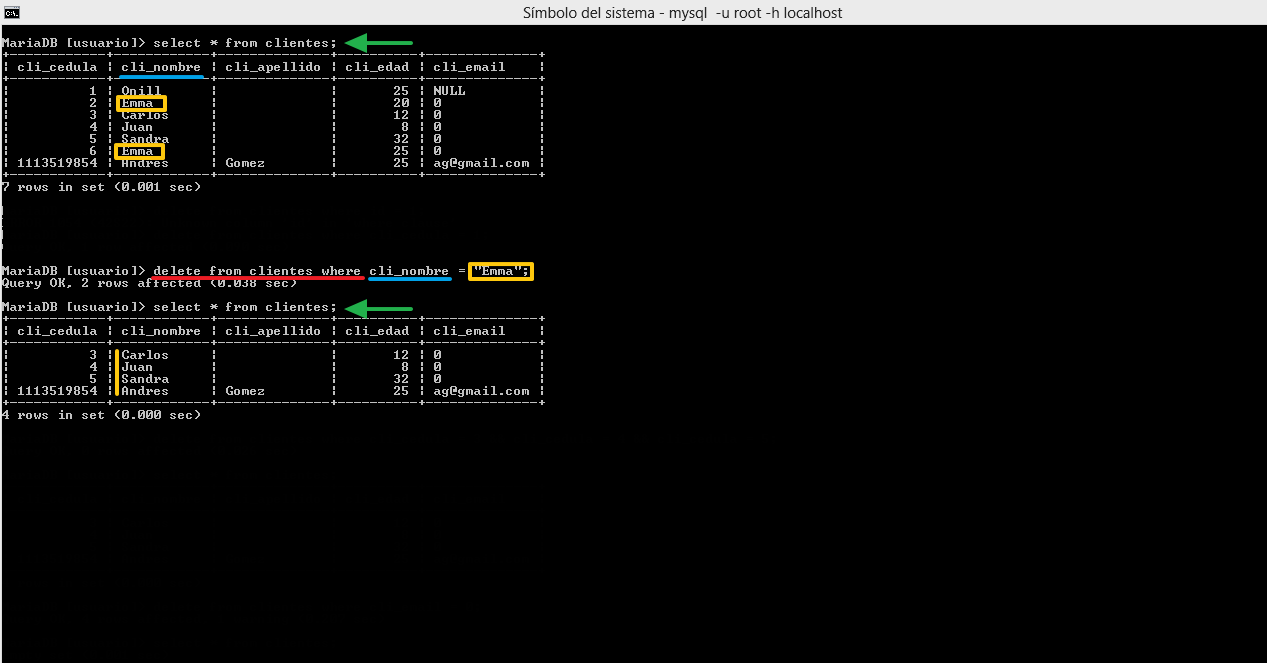 Símbolo del sistema - mysql -u root -h localhost
MariaDB [usuario]> select * from clientes;
+------------+------------+--------------+----------+--------------+
| cli_cedula | cli_nombre | cli_apellido | cli_edad | cli_email |
+------------+------------+--------------+----------+--------------+
| 1 | Onill | | 25 | NULL |
| 2 | Emma | | 20 | 0 |
| 3 | Carlos | | 12 | 0 |
| 4 | Juan | | 8 | 0 |
| 5 | Sandra | | 32 | 0 |
| 6 | Emma | | 25 | 0 |
| 1113519854 | Andres | Gomez | 25 | ag@gmail.com |
+------------+------------+--------------+----------+--------------+
7 rows in set (0.001 sec)
MariaDB [usuario]> delete from clientes where cli_nombre = "Emma";
Query OK, 2 rows affected (0.038 sec)
MariaDB [usuario]> select * from clientes;
+------------+------------+--------------+----------+--------------+
| cli_cedula | cli_nombre | cli_apellido | cli_edad | cli_email |
+------------+------------+--------------+----------+--------------+
| 3 | Carlos | | 12 | 0 |
| 4 | Juan | | 8 | 0 |
| 5 | Sandra | | 32 | 0 |
| 1113519854 | Andres | Gomez | 25 | ag@gmail.com |
+------------+------------+--------------+----------+--------------+
4 rows in set (0.000 sec)